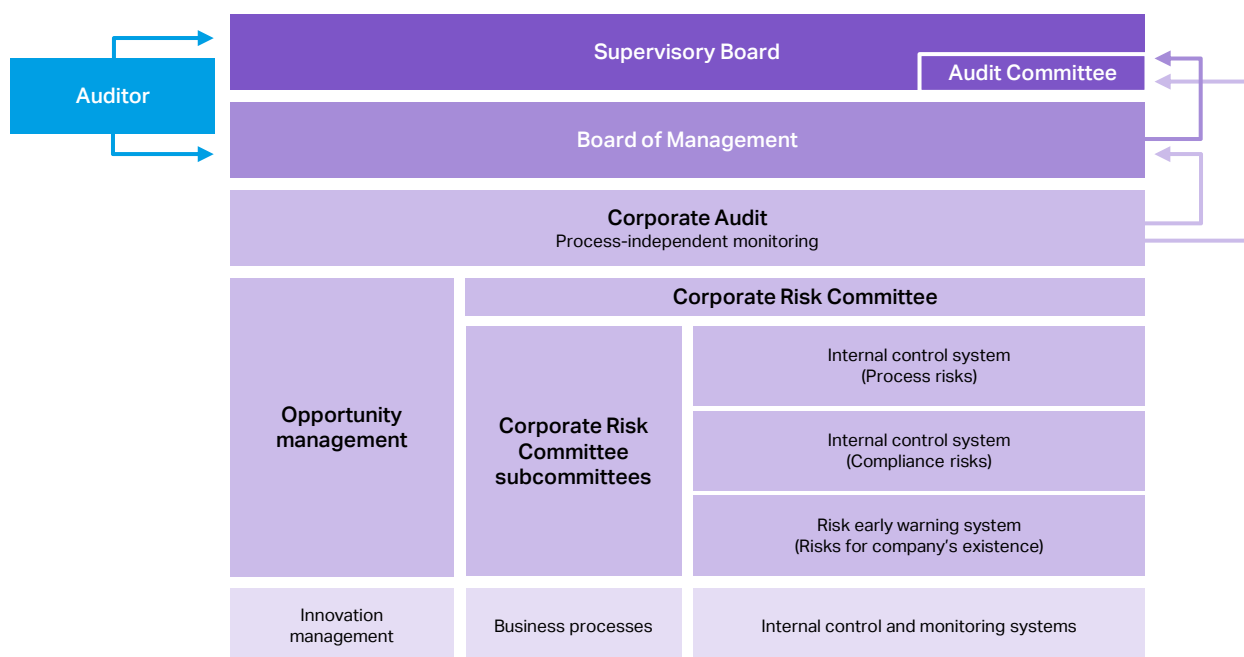 Supervisory Board
Audit Committee
Auditor
Board of Management
Corporate Audit
Process-independent monitoring
Corporate Risk Committee
Opportunity
management
Corporate Risk
Committee
subcommittees
Internal control system
(Process risks)
Internal control system
(Compliance risks)
Risk early warning system
(Risks for company’s existence)
Innovation
management
Business processes
Internal control and monitoring systems